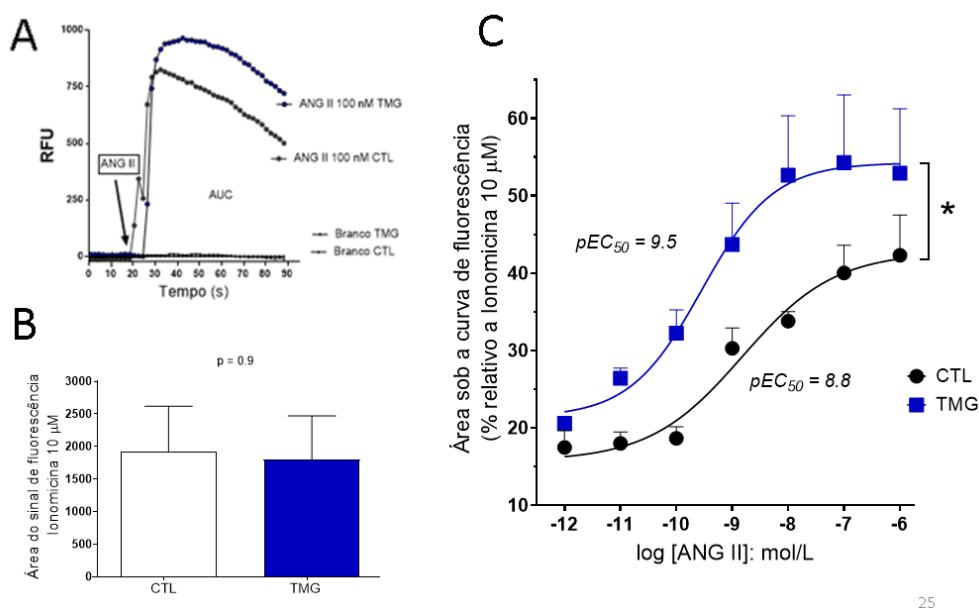 A
1000
750
500
250
0
RFU
ANG II
ANG II 100 nM TMG
ANG II 100 nM CTL
AUC
Branco TMG
Branco CTL
0 10 20 30 40 50 60 70 80 90
Tempo (s)
B
p = 0.9
Área do sinal de fluorescência
Ionomicina 10 µM
3000
2500
2000
1500
1000
500
0
CTL TMG
C
Área sob a curva de fluorescência
(% relativo a Ionomicina 10 µM)
60
50
40
30
20
10
pEC50 = 9.5
pEC50 = 8.8
*
CTL
TMG
-12 -11 -10 -9 -8 -7 -6
log [ANG II]: mol/L
25